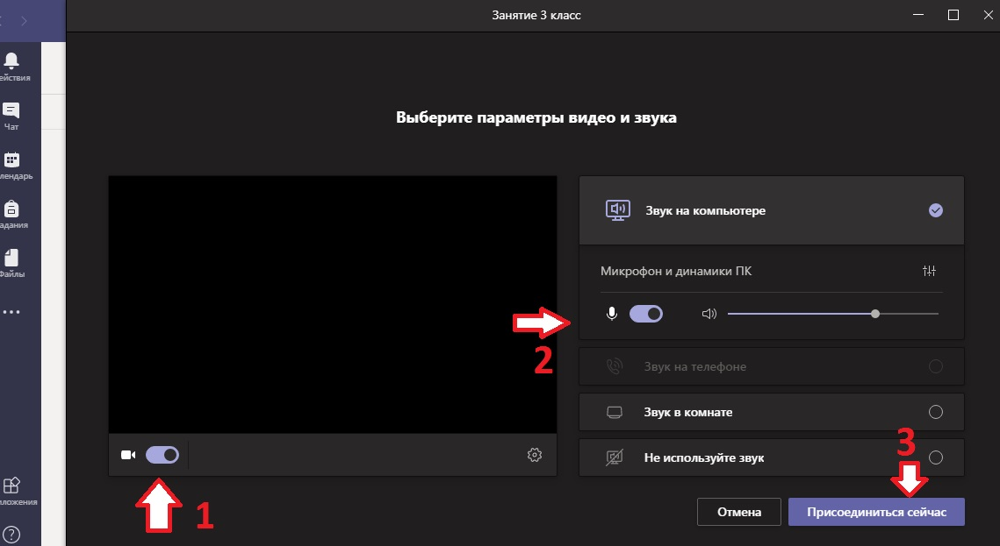 Занятие 3 класс
ействия
Чат
лендарь
адания
Файлы
иложения
Выберите параметры видео и звука
Звук на компьютере
Микрофон и динамики ПК
2
Звук на телефоне
Звук в комнате
Не используйте звук
3
1
Отмена
Присоединиться сейчас